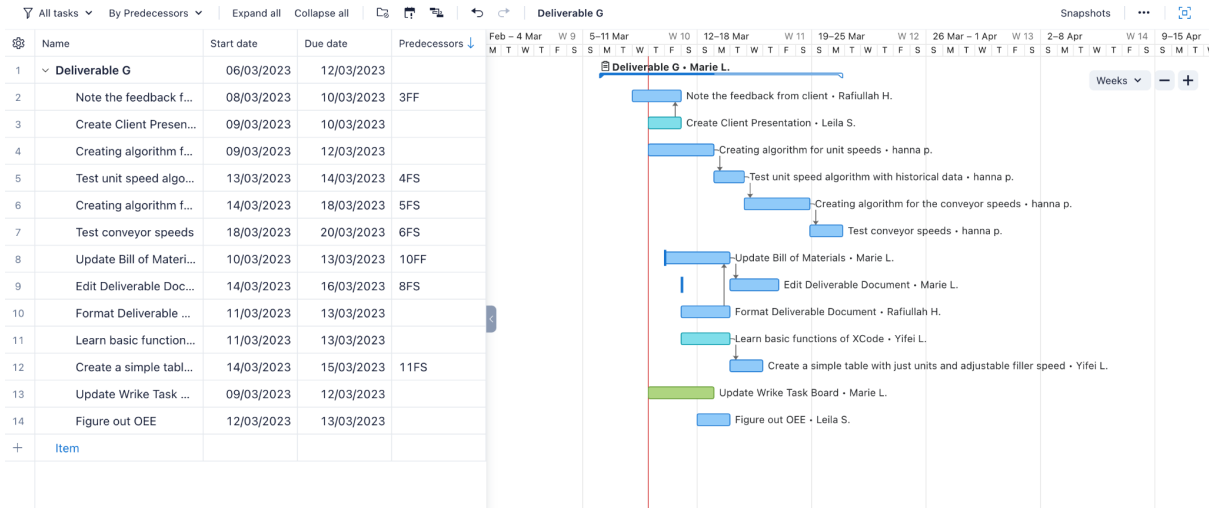 All tasks By Predecessors Expand all Collapse all Deliverable G Snapshots
Name Start date Due date Predecessors
Feb – 4 Mar W 9 5–11 Mar W 10 12–18 Mar W 11 19–25 Mar W 12 26 Mar – 1 Apr W 13 2–8 Apr W 14 9–15 Apr
M T W T F S S M T W T F S S M T W T F S S M T W T F S S M T W T F S S M T W T F S S M T W
1 Deliverable G 06/03/2023 12/03/2023
2 Note the feedback f... 08/03/2023 10/03/2023 3FF
3 Create Client Presen... 09/03/2023 10/03/2023
4 Creating algorithm f... 09/03/2023 12/03/2023
5 Test unit speed algo... 13/03/2023 14/03/2023 4FS
6 Creating algorithm f... 14/03/2023 18/03/2023 5FS
7 Test conveyor speeds 18/03/2023 20/03/2023 6FS
8 Update Bill of Materi... 10/03/2023 13/03/2023 10FF
9 Edit Deliverable Doc... 14/03/2023 16/03/2023 8FS
10 Format Deliverable ... 11/03/2023 13/03/2023
11 Learn basic function... 11/03/2023 13/03/2023
12 Create a simple tabl... 14/03/2023 15/03/2023 11FS
13 Update Wrike Task ... 09/03/2023 12/03/2023
14 Figure out OEE 12/03/2023 13/03/2023
+ Item
Deliverable G • Marie L.
Weeks
Note the feedback from client • Rafiullah H.
Create Client Presentation • Leila S.
Creating algorithm for unit speeds • hanna p.
Test unit speed algorithm with historical data • hanna p.
Creating algorithm for the conveyor speeds • hanna p.
Test conveyor speeds • hanna p.
Update Bill of Materials • Marie L.
Edit Deliverable Document • Marie L.
Format Deliverable Document • Rafiullah H.
Learn basic functions of XCode • Yifei L.
Create a simple table with just units and adjustable filler speed • Yifei L.
Update Wrike Task Board • Marie L.
Figure out OEE • Leila S.